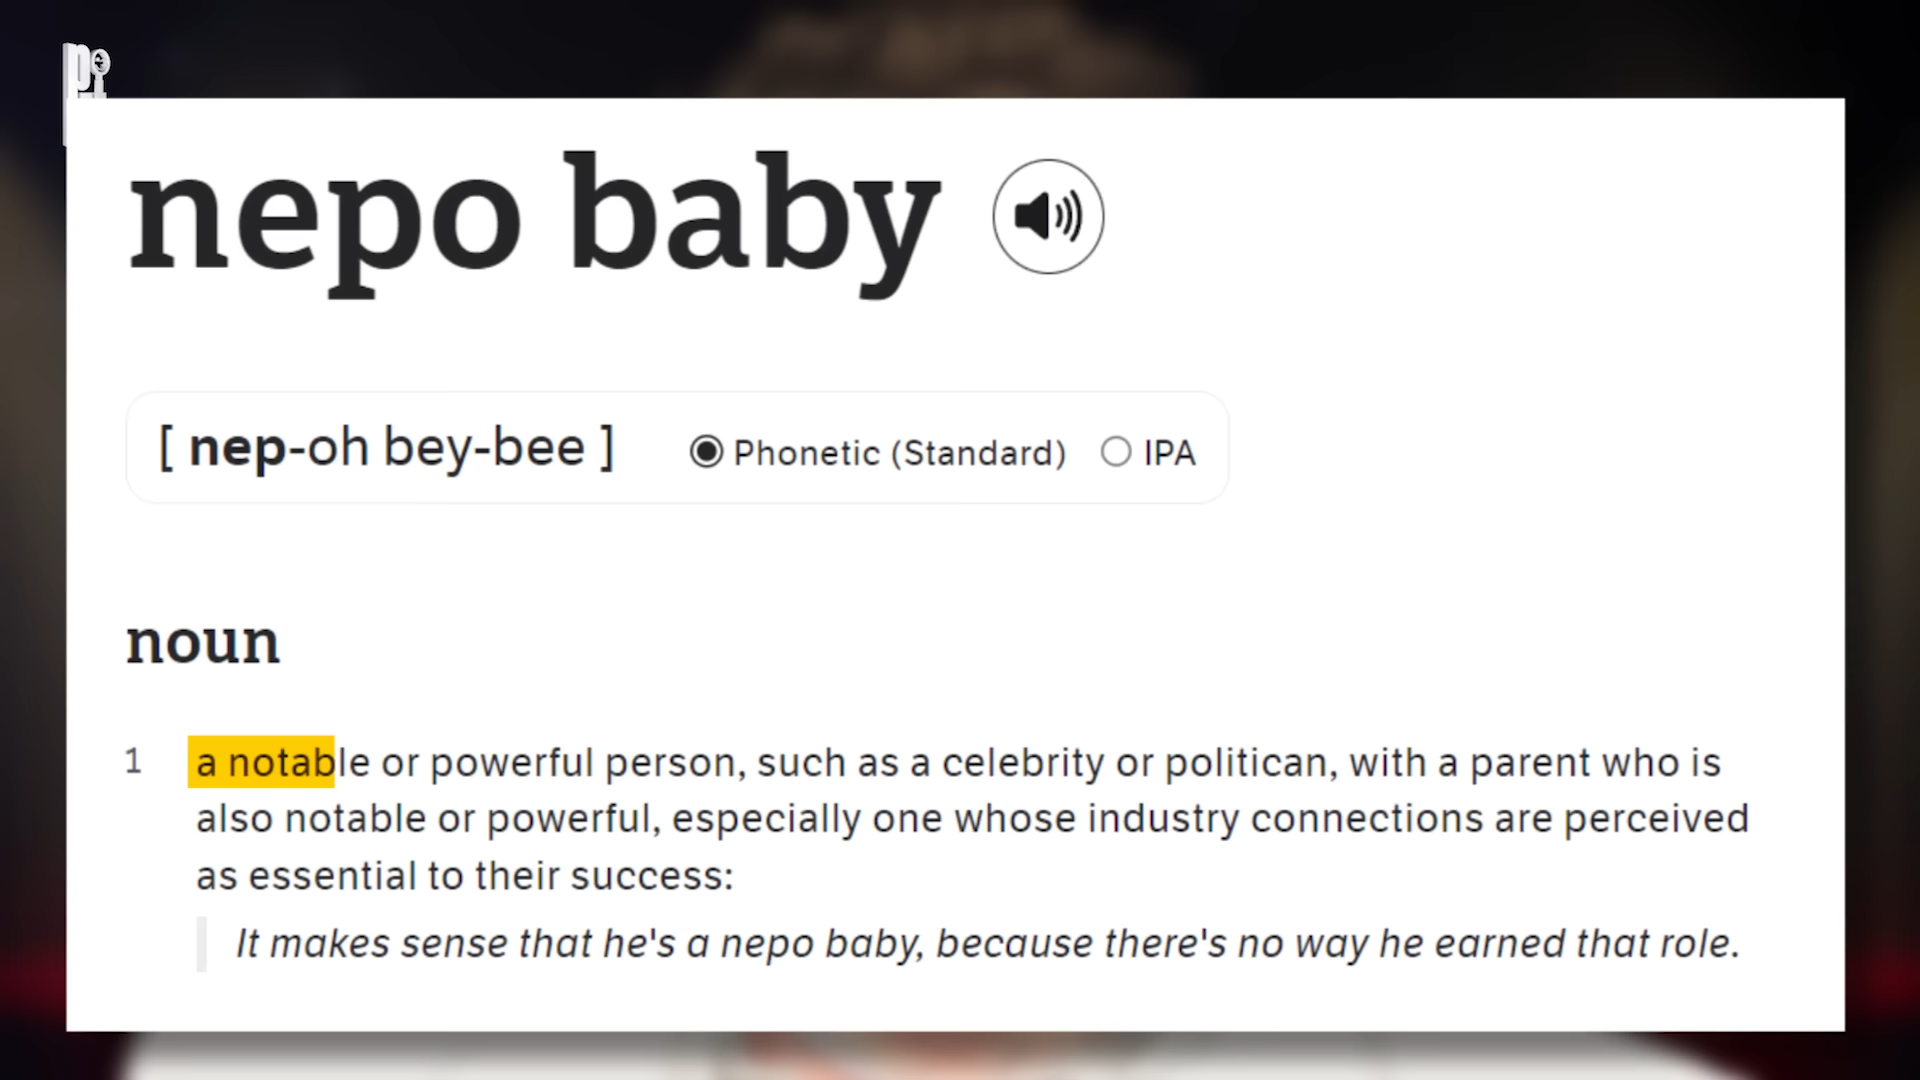 nepo baby
[ nep-oh bey-bee ] Phonetic (Standard) IPA
noun
1 a notable or powerful person, such as a celebrity or politican, with a parent who is
also notable or powerful, especially one whose industry connections are perceived
as essential to their success:
It makes sense that he's a nepo baby, because there's no way he earned that role.